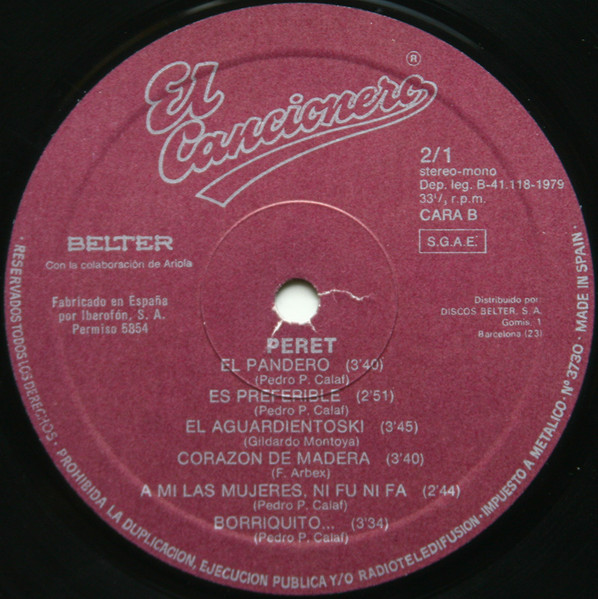 El
Cancionero
®
2/1
stereo-mono
Dep. leg. B-41.118-1979
33⅓ r.p.m.
CARA B
S.G.A.E.
BELTER
Con la colaboración de Ariola
Fabricado en España
por Iberofón, S. A.
Permiso 5854
Distribuido por
DISCOS BELTER, S. A.
Gomis, 1
Barcelona (23)
PERET
EL PANDERO (3'40)
(Pedro P. Calaf)
ES PREFERIBLE (2'51)
(Pedro P. Calaf)
EL AGUARDIENTOSKI (3'45)
(Gildardo Montoya)
CORAZON DE MADERA (3'40)
(F. Arbex)
A MI LAS MUJERES, NI FU NI FA (2'44)
(Pedro P. Calaf)
BORRIQUITO... (3'34)
(Pedro P. Calaf)
· RESERVADOS TODOS LOS DERECHOS · PROHIBIDA LA DUPLICACION, EJECUCION PUBLICA Y/O RADIOTELEDIFUSION · IMPUESTO A METALICO · Nº 3730 · MADE IN SPAIN ·